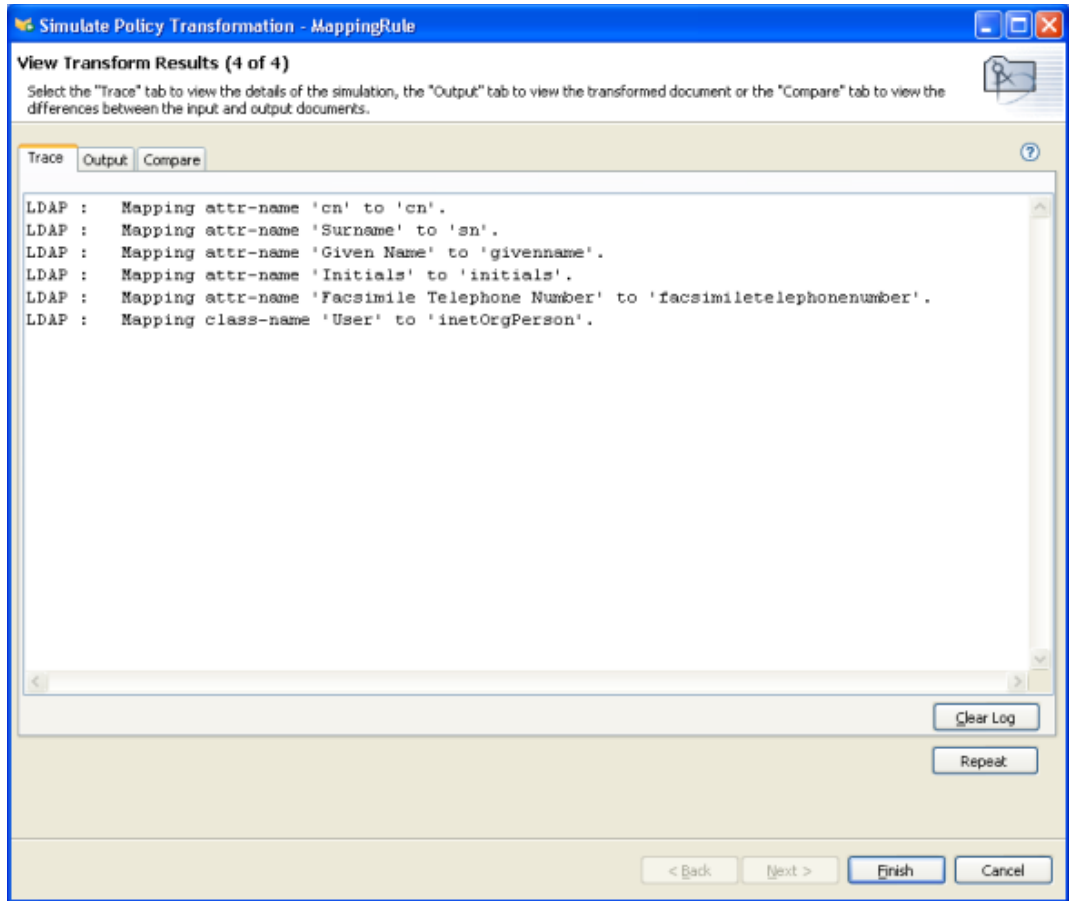 Simulate Policy Transformation - MappingRule
View Transform Results (4 of 4)
Select the "Trace" tab to view the details of the simulation, the "Output" tab to view the transformed document or the "Compare" tab to view the
differences between the input and output documents.
Trace Output Compare
LDAP : Mapping attr-name 'cn' to 'cn'.
LDAP : Mapping attr-name 'Surname' to 'sn'.
LDAP : Mapping attr-name 'Given Name' to 'givenname'.
LDAP : Mapping attr-name 'Initials' to 'initials'.
LDAP : Mapping attr-name 'Facsimile Telephone Number' to 'facsimiletelephonenumber'.
LDAP : Mapping class-name 'User' to 'inetOrgPerson'.
Clear Log
Repeat
< Back Next > Finish Cancel